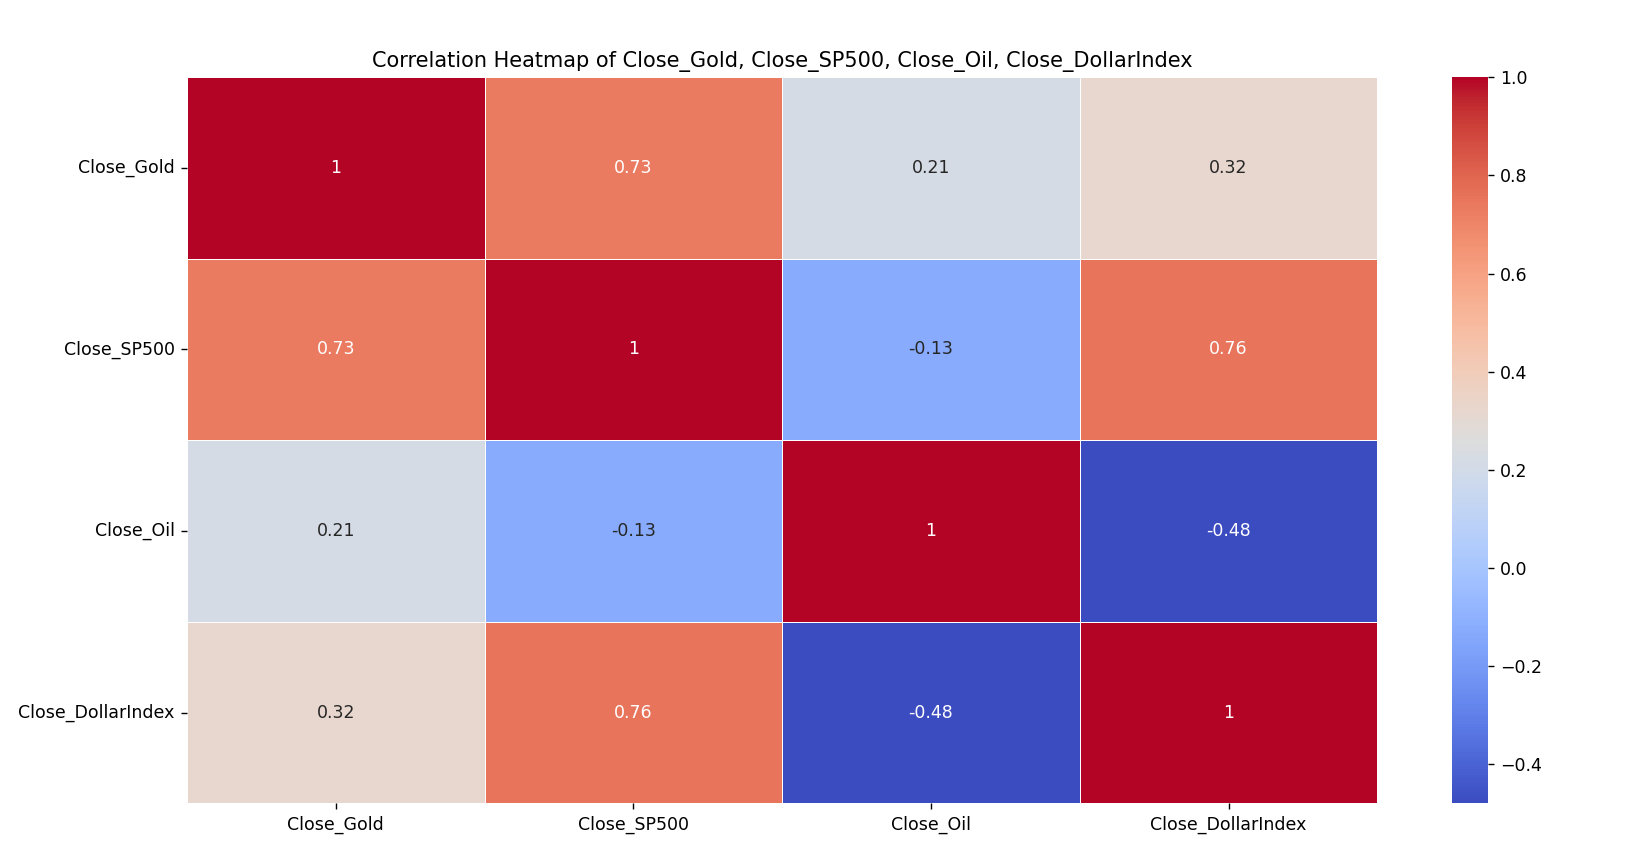 Correlation Heatmap of Close_Gold, Close_SP500, Close_Oil, Close_DollarIndex
Close_Gold 1 0.73 0.21 0.32
Close_SP500 0.73 1 -0.13 0.76
Close_Oil 0.21 -0.13 1 -0.48
Close_DollarIndex 0.32 0.76 -0.48 1
Close_Gold Close_SP500 Close_Oil Close_DollarIndex
1.0
0.8
0.6
0.4
0.2
0.0
−0.2
−0.4